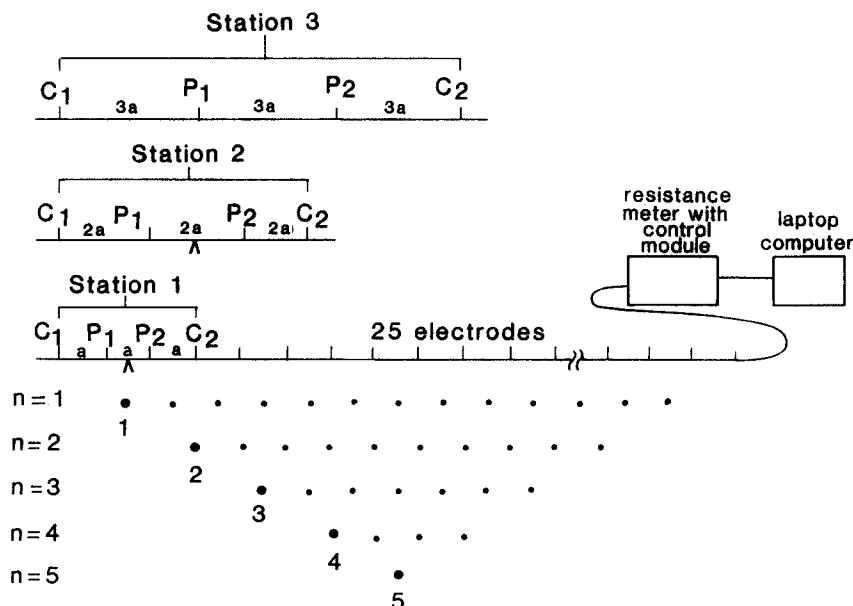 Station 3
C1 P1 P2 C2
3a 3a 3a
Station 2
C1 P1 P2 C2
2a 2a 2a
resistance
meter with
control
module
laptop
computer
Station 1
C1 P1 P2 C2
a a a
25 electrodes
n=1
1
n=2
2
n=3
3
n=4
4
n=5
5